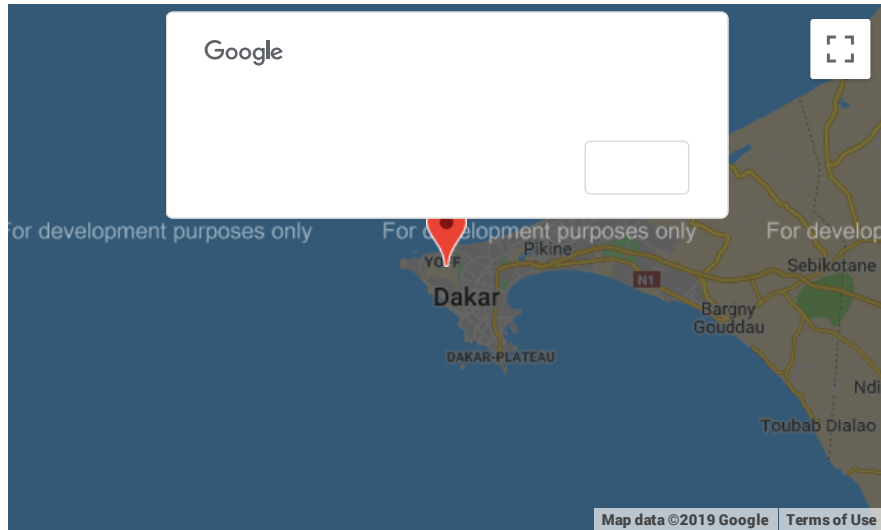 Google
For development purposes only
For development purposes only
For develop
YOFF
Pikine
Sebikotane
N1
Dakar
Bargny
Gouddau
DAKAR-PLATEAU
Ndi
Toubab Dialao
Map data ©2019 Google
Terms of Use